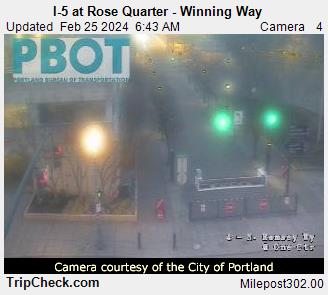 I-5 at Rose Quarter - Winning Way
Updated Feb 25 2024 6:43 AM Camera 4
PBOT
PORTLAND BUREAU OF TRANSPORTATION
Camera courtesy of the City of Portland
TripCheck.com Milepost302.00